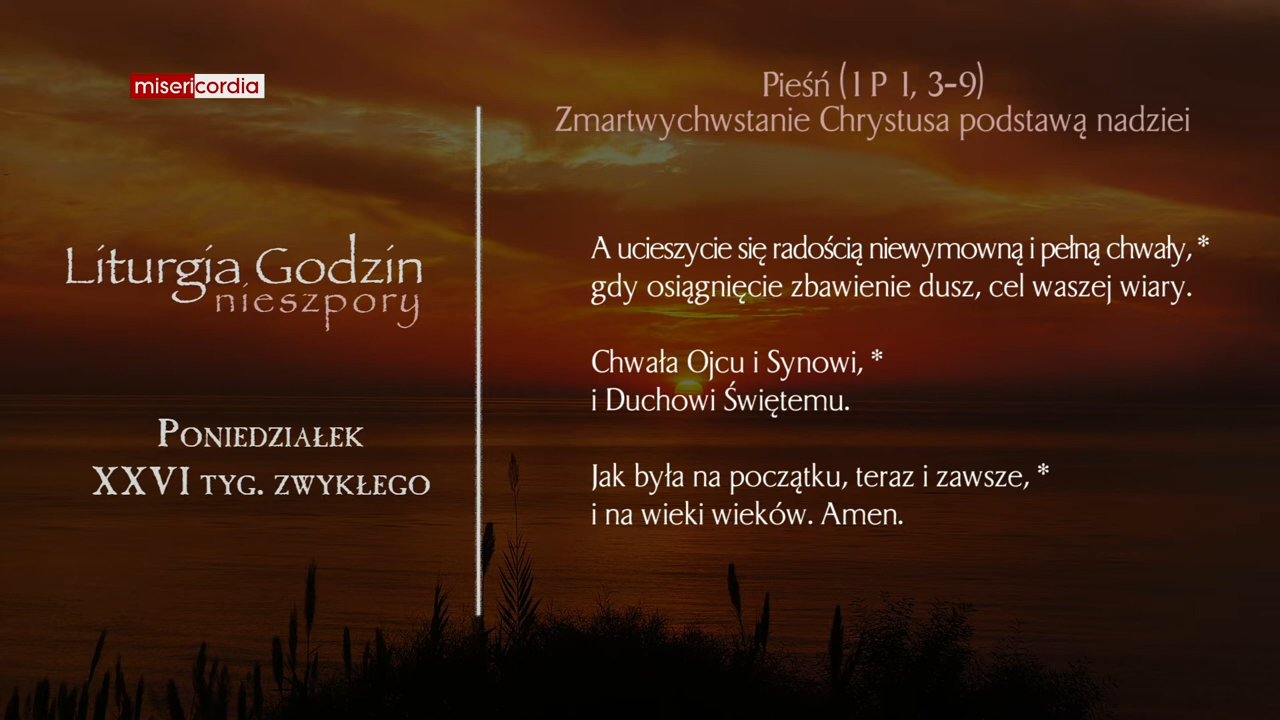 misericordia
Liturgia Godzin
nieszpory
Poniedziałek
XXVI tyg. zwykłego
Pieśń (1 P 1, 3-9)
Zmartwychwstanie Chrystusa podstawą nadziei
A ucieszycie się radością niewymowną i pełną chwały, *
gdy osiągnięcie zbawienie dusz, cel waszej wiary.
Chwała Ojcu i Synowi, *
i Duchowi Świętemu.
Jak była na początku, teraz i zawsze, *
i na wieki wieków. Amen.